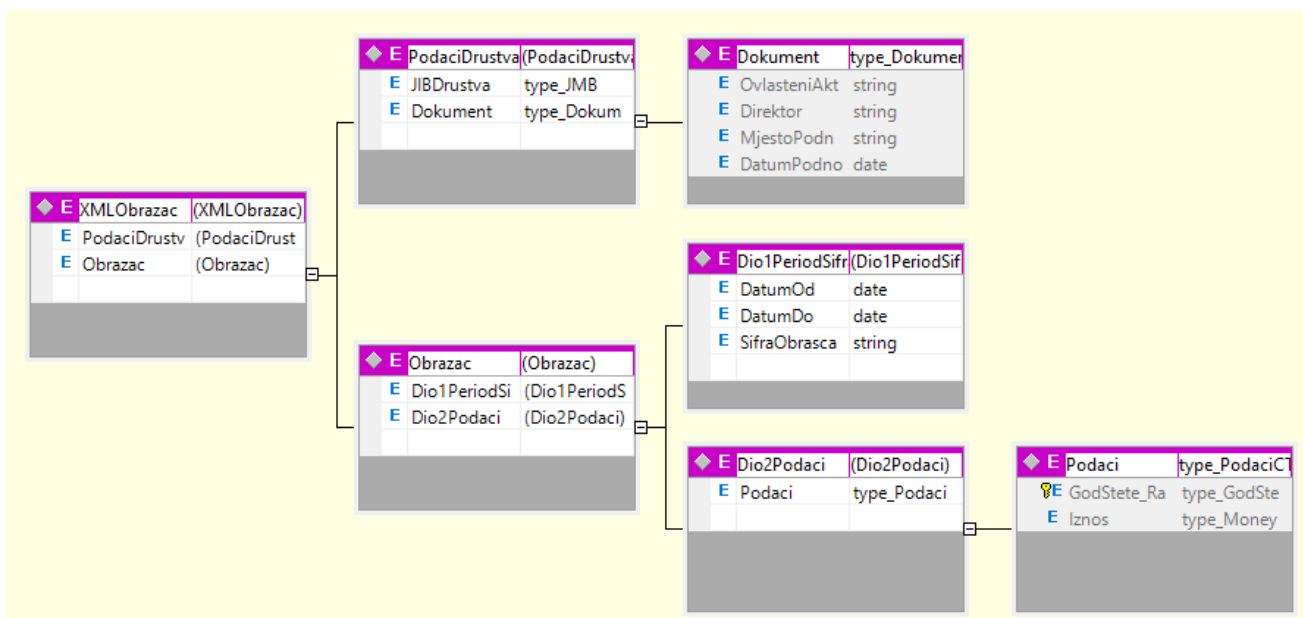 E PodaciDrustva (PodaciDrustva
E JIBDrustva type_JMB
E Dokument type_Dokum
E Dokument type_Dokumen
E OvlasteniAkt string
E Direktor string
E MjestoPodn string
E DatumPodno date
E XMLObrazac (XMLObrazac)
E PodaciDrustv (PodaciDrust
E Obrazac (Obrazac)
E Dio1PeriodSifr (Dio1PeriodSif
E DatumOd date
E DatumDo date
E SifraObrasca string
E Obrazac (Obrazac)
E Dio1PeriodSi (Dio1PeriodS
E Dio2Podaci (Dio2Podaci)
E Dio2Podaci (Dio2Podaci)
E Podaci type_Podaci
E Podaci type_PodaciCT
E GodStete_Ra type_GodSte
E Iznos type_Money